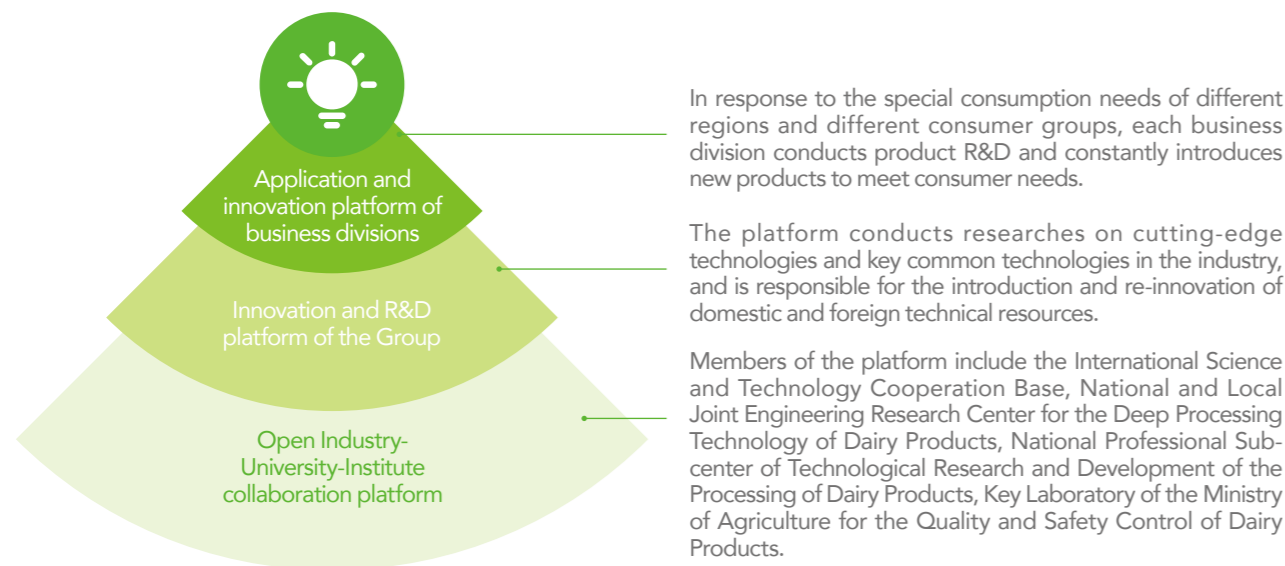 Application and
innovation platform of
business divisions
In response to the special consumption needs of different
regions and different consumer groups, each business
division conducts product R&D and constantly introduces
new products to meet consumer needs.
Innovation and R&D
platform of the Group
The platform conducts researches on cutting-edge
technologies and key common technologies in the industry,
and is responsible for the introduction and re-innovation of
domestic and foreign technical resources.
Open Industry-
University-Institute
collaboration platform
Members of the platform include the International Science
and Technology Cooperation Base, National and Local
Joint Engineering Research Center for the Deep Processing
Technology of Dairy Products, National Professional Sub-
center of Technological Research and Development of the
Processing of Dairy Products, Key Laboratory of the Ministry
of Agriculture for the Quality and Safety Control of Dairy
Products.